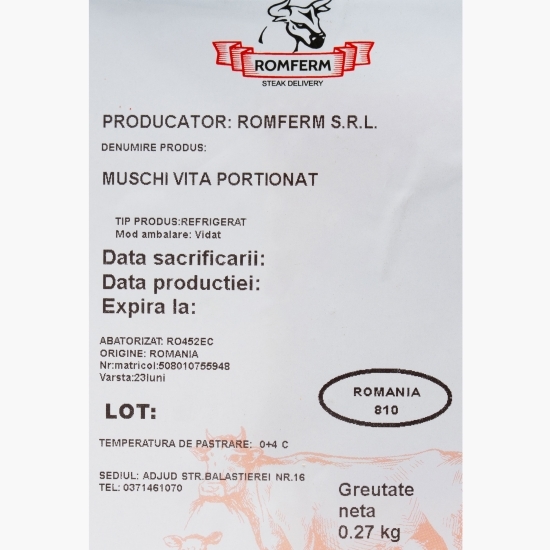 ROMFERM
STEAK DELIVERY
PRODUCATOR: ROMFERM S.R.L.
DENUMIRE PRODUS:
MUSCHI VITA PORTIONAT
TIP PRODUS:REFRIGERAT
Mod ambalare: Vidat
Data sacrificarii:
Data productiei:
Expira la:
ABATORIZAT: RO452EC
ORIGINE: ROMANIA
Nr:matricol:508010755948
Varsta:23luni
ROMANIA
810
LOT:
TEMPERATURA DE PASTRARE: 0+4 C
SEDIUL: ADJUD STR.BALASTIEREI NR.16
TEL: 0371461070
Greutate
neta
0.27 kg